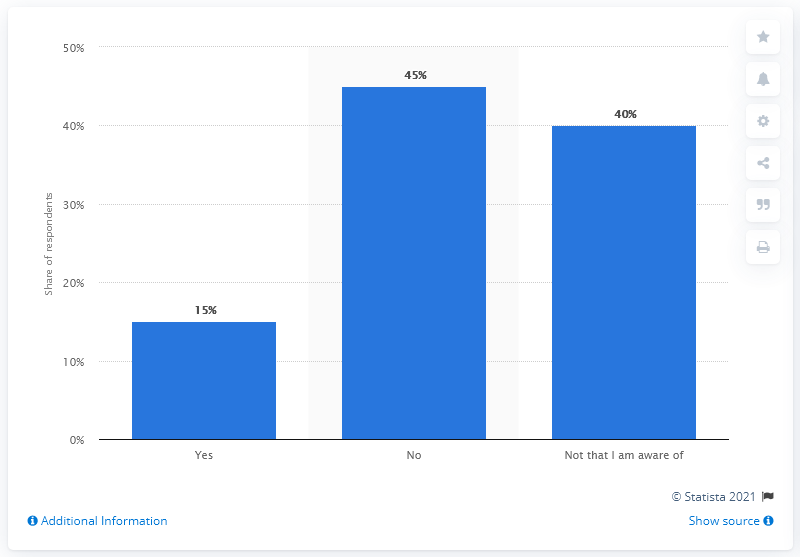 50%
45%
40%
40%
30%
20%
15%
10%
0%
Share of respondents
Yes
No
Not that I am aware of
© Statista 2021
Additional Information
Show source